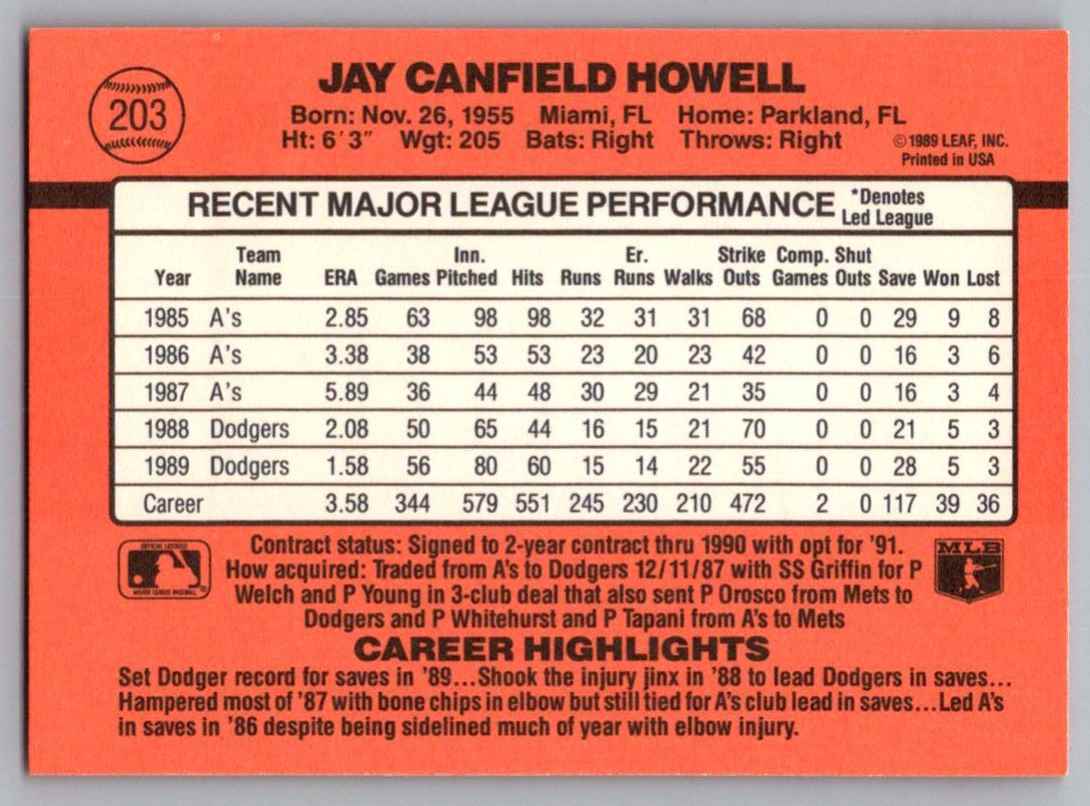 203
JAY CANFIELD HOWELL
Born: Nov. 26, 1955 Miami, FL Home: Parkland, FL
Ht: 6'3" Wgt: 205 Bats: Right Throws: Right
©1989 LEAF, INC.
Printed in USA
RECENT MAJOR LEAGUE PERFORMANCE *Denotes Led League
Year Team Name ERA Games Inn. Pitched Hits Runs Er. Runs Walks Strike Outs Comp. Games Shut Outs Save Won Lost
1985 A's 2.85 63 98 98 32 31 31 68 0 0 29 9 8
1986 A's 3.38 38 53 53 23 20 23 42 0 0 16 3 6
1987 A's 5.89 36 44 48 30 29 21 35 0 0 16 3 4
1988 Dodgers 2.08 50 65 44 16 15 21 70 0 0 21 5 3
1989 Dodgers 1.58 56 80 60 15 14 22 55 0 0 28 5 3
Career 3.58 344 579 551 245 230 210 472 2 0 117 39 36
Contract status: Signed to 2-year contract thru 1990 with opt for '91.
How acquired: Traded from A's to Dodgers 12/11/87 with SS Griffin for P
Welch and P Young in 3-club deal that also sent P Orosco from Mets to
Dodgers and P Whitehurst and P Tapani from A's to Mets
MLB
CAREER HIGHLIGHTS
Set Dodger record for saves in '89...Shook the injury jinx in '88 to lead Dodgers in saves...
Hampered most of '87 with bone chips in elbow but still tied for A's club lead in saves...Led A's
in saves in '86 despite being sidelined much of year with elbow injury.